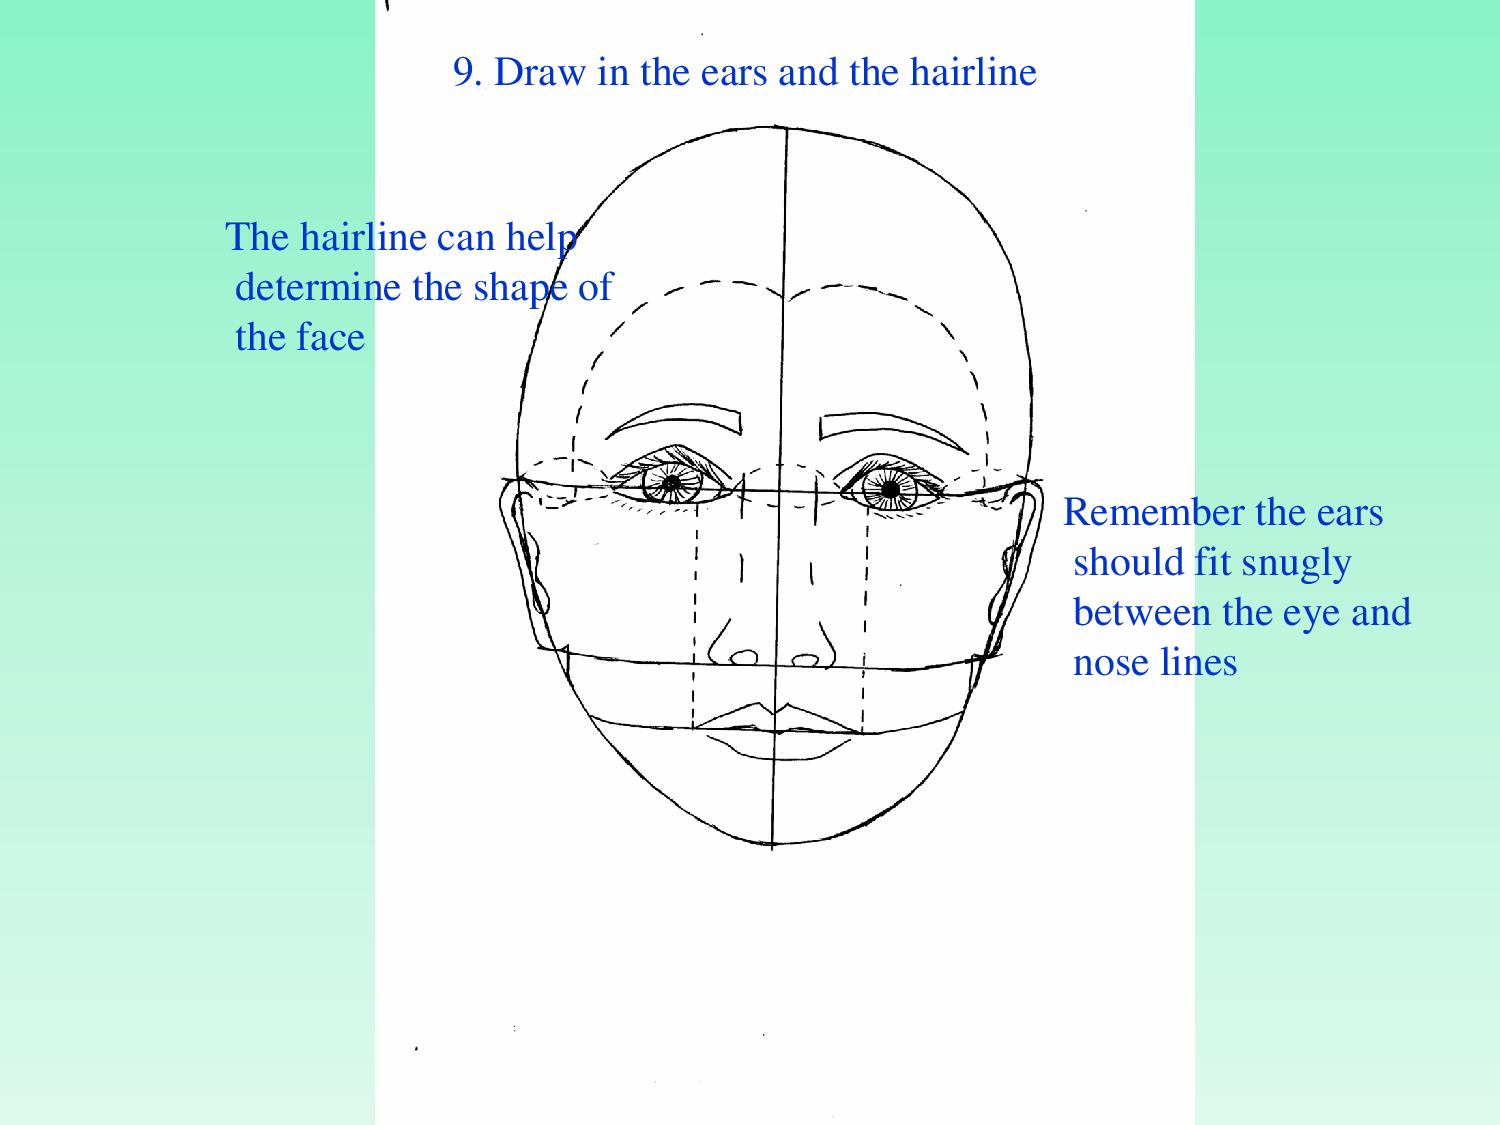 9. Draw in the ears and the hairline
The hairline can help
determine the shape of
the face
Remember the ears
should fit snugly
between the eye and
nose lines